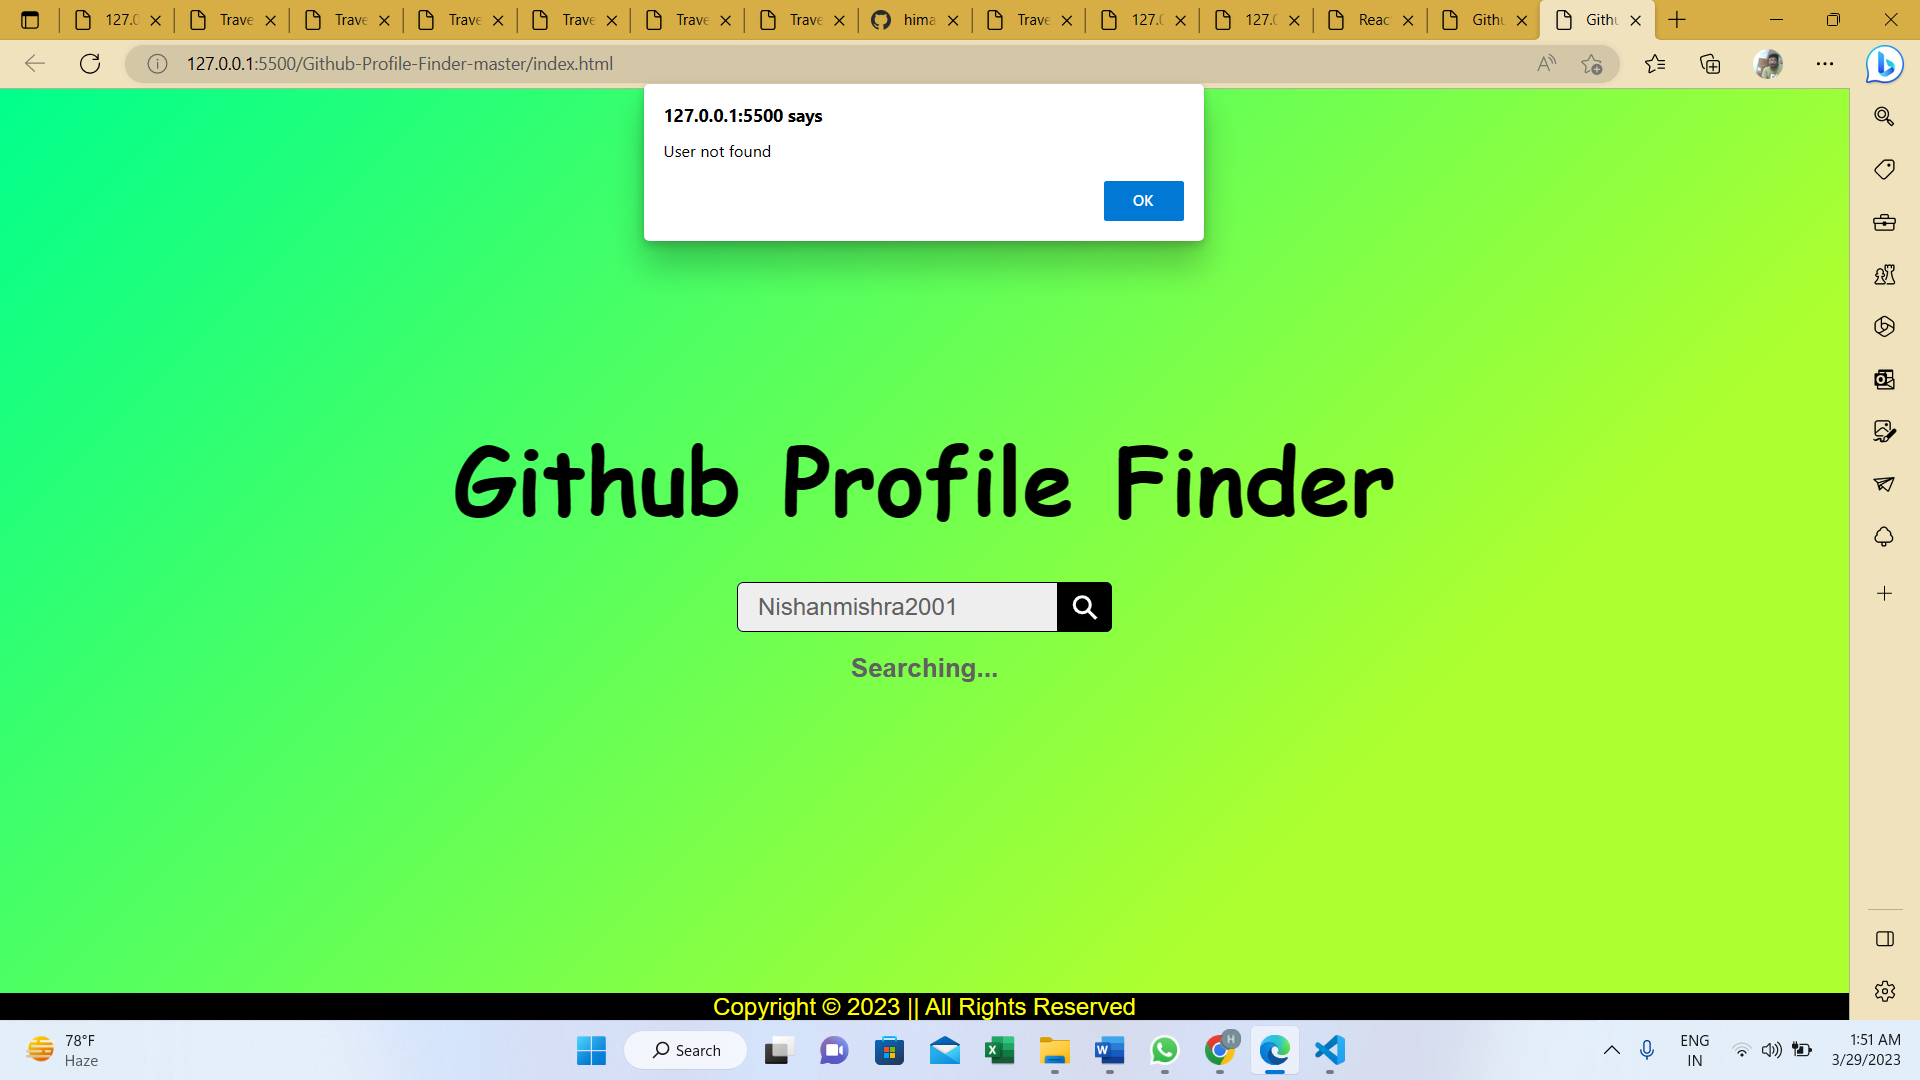 127.0
Trave
Trave
Trave
Trave
Trave
Trave
hima
Trave
127.0
127.0
Reac
Githu
Githu
127.0.0.1:5500/Github-Profile-Finder-master/index.html
127.0.0.1:5500 says
User not found
OK
Github Profile Finder
Nishanmishra2001
Searching...
Copyright © 2023 || All Rights Reserved
78°F
Haze
Search
H
ENG
IN
1:51 AM
3/29/2023